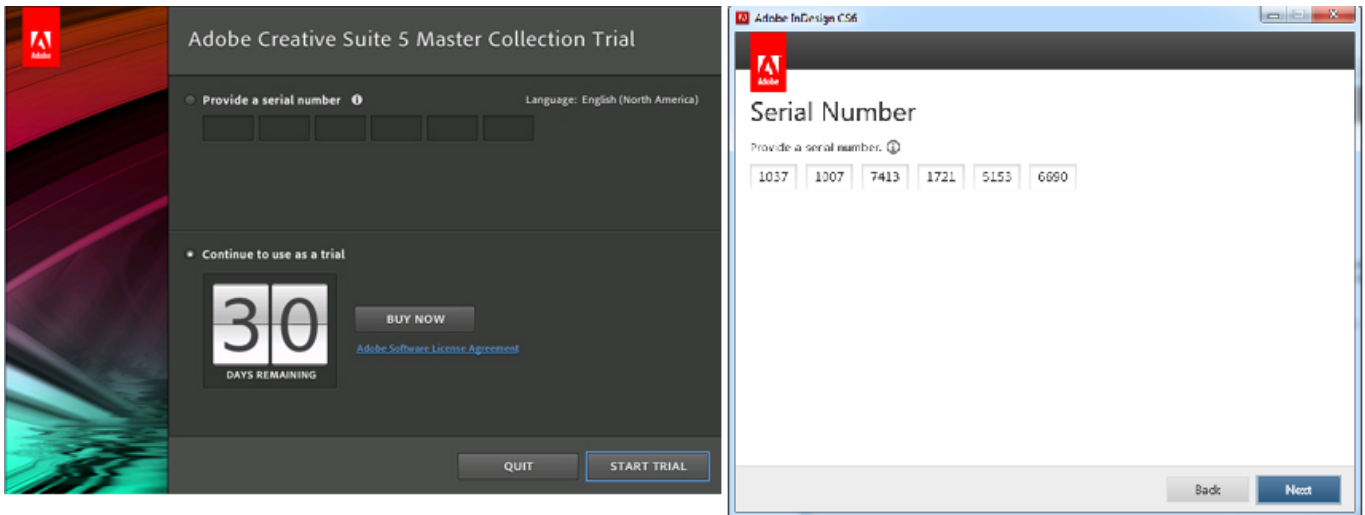 Adobe
Adobe Creative Suite 5 Master Collection Trial
Provide a serial number
Language: English (North America)
Continue to use as a trial
30
DAYS REMAINING
BUY NOW
Adobe Software License Agreement
QUIT
START TRIAL
Adobe InDesign CS6
Adobe
Serial Number
Provide a serial number.
1037 1007 7413 1721 5153 6690
Back
Next